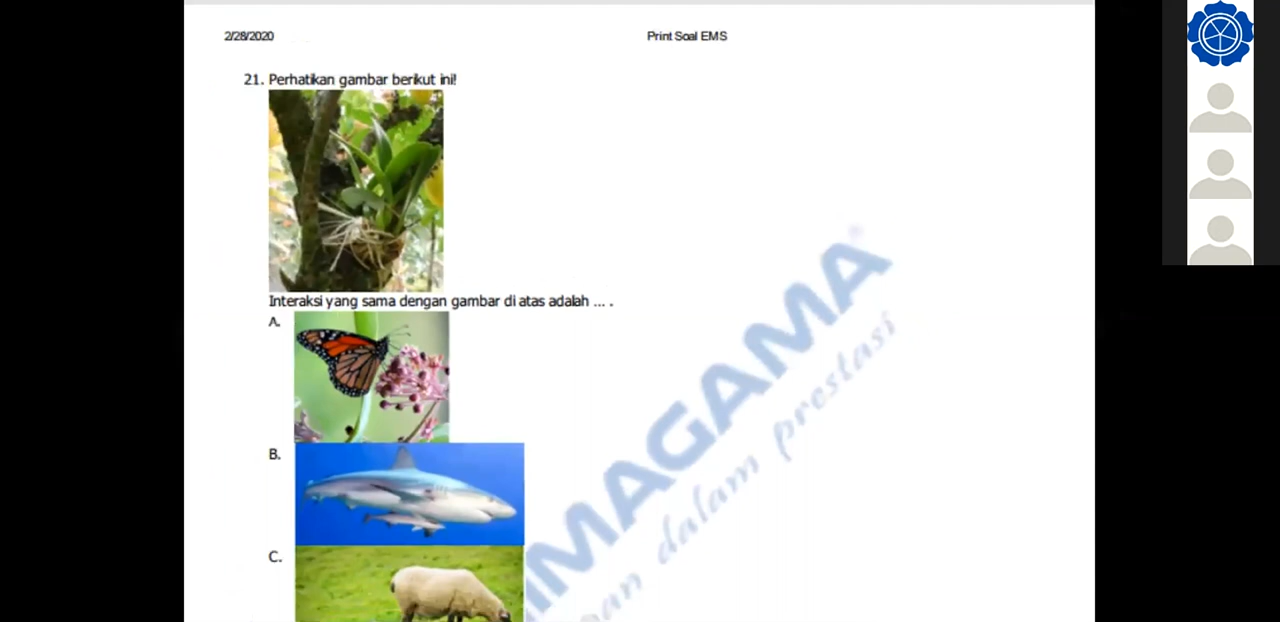 2/28/2020
Print Soal EMS
21. Perhatikan gambar berikut ini!
Interaksi yang sama dengan gambar di atas adalah ... .
A.
B.
C.
dalam prestasi